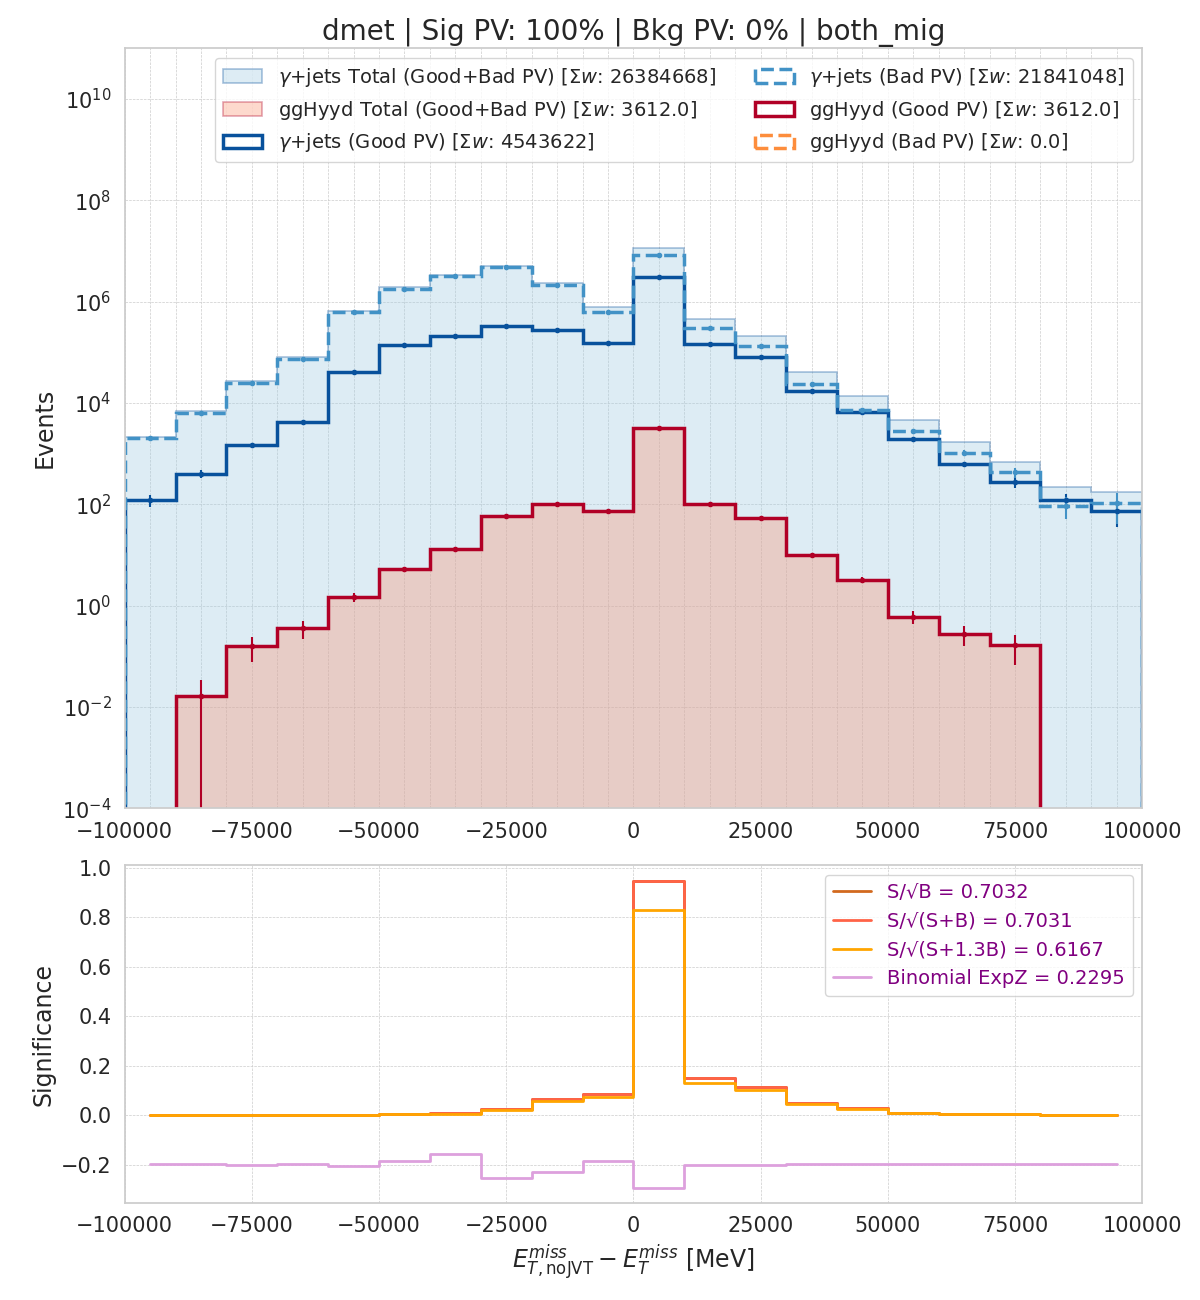 dmet | Sig PV: 100% | Bkg PV: 0% | both_mig
γ+jets Total (Good+Bad PV) [Σw: 26384668]
ggHyyd Total (Good+Bad PV) [Σw: 3612.0]
γ+jets (Good PV) [Σw: 4543622]
γ+jets (Bad PV) [Σw: 21841048]
ggHyyd (Good PV) [Σw: 3612.0]
ggHyyd (Bad PV) [Σw: 0.0]
Events
10^10
10^8
10^6
10^4
10^2
10^0
10^−2
10^−4
−100000 −75000 −50000 −25000 0 25000 50000 75000 100000
Significance
1.0
0.8
0.6
0.4
0.2
0.0
−0.2
S/√B = 0.7032
S/√(S+B) = 0.7031
S/√(S+1.3B) = 0.6167
Binomial ExpZ = 0.2295
−100000 −75000 −50000 −25000 0 25000 50000 75000 100000
E_{T,noJVT}^{miss} − E_T^{miss} [MeV]